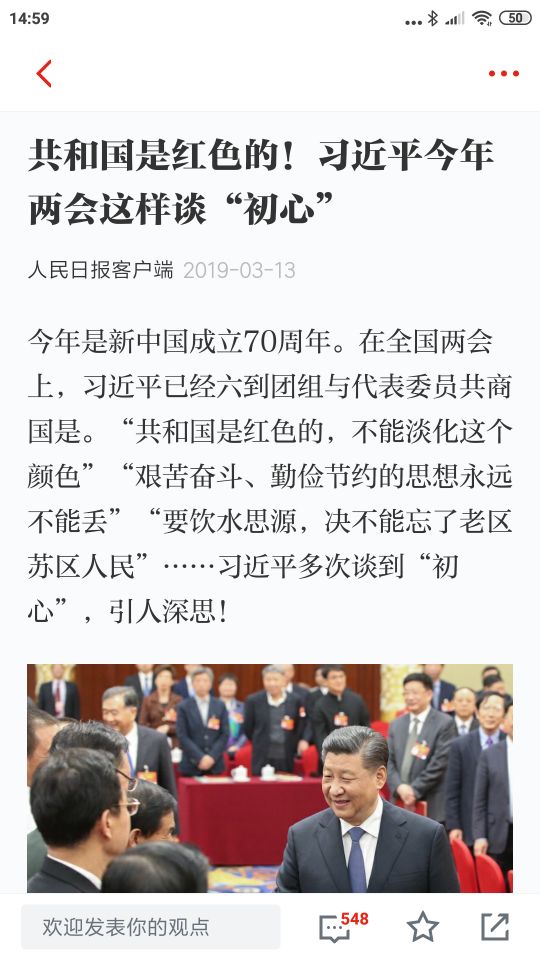 14:59
50
共和国是红色的！习近平今年
两会这样谈“初心”
人民日报客户端 2019-03-13
今年是新中国成立70周年。在全国两会
上，习近平已经六到团组与代表委员共商
国是。“共和国是红色的，不能淡化这个
颜色”“艰苦奋斗、勤俭节约的思想永远
不能丢”“要饮水思源，决不能忘了老区
苏区人民”……习近平多次谈到“初
心”，引人深思！
欢迎发表你的观点
548